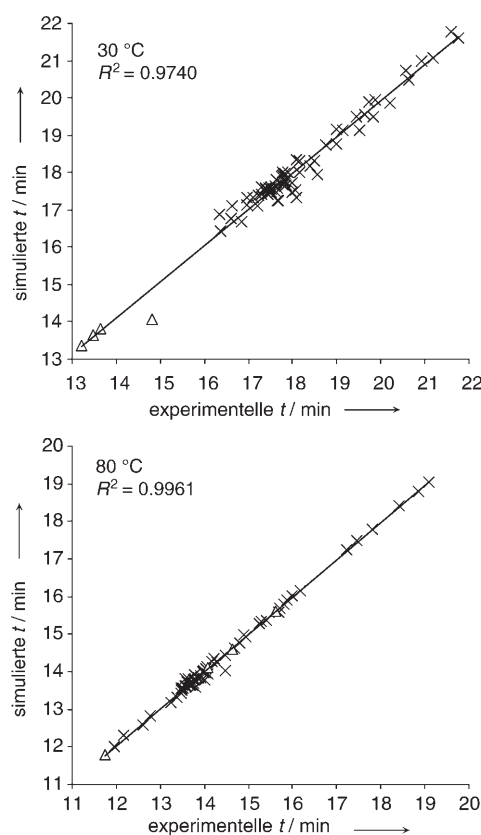 22
21
20
19
18
17
16
15
14
13
30 °C
R² = 0.9740
simulierte t / min
13 14 16 17 18 19 20 21 22
experimentelle t / min
20
19
18
17
16
15
14
13
12
11
80 °C
R² = 0.9961
simulierte t / min
11 12 13 14 15 16 17 18 19 20
experimentelle t / min